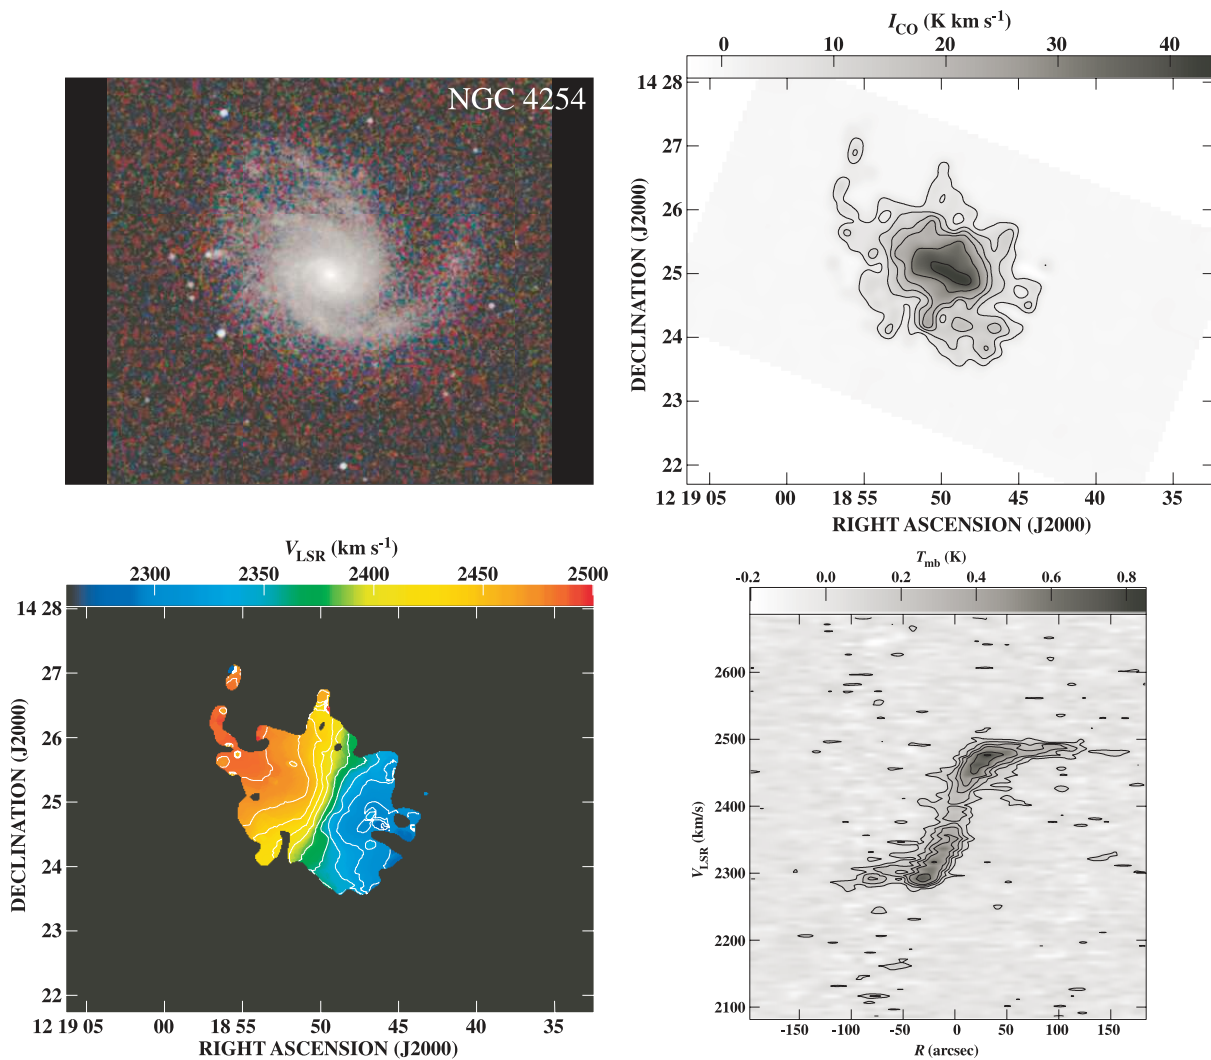 NGC 4254
I_CO (K km s⁻¹)
0 10 20 30 40
14 28
27
26
25
24
23
22
DECLINATION (J2000)
12 19 05 00 18 55 50 45 40 35
RIGHT ASCENSION (J2000)
V_LSR (km s⁻¹)
2300 2350 2400 2450 2500
14 28
27
26
25
24
23
22
DECLINATION (J2000)
12 19 05 00 18 55 50 45 40 35
RIGHT ASCENSION (J2000)
T_mb (K)
-0.2 0.0 0.2 0.4 0.6 0.8
2600
2500
2400
2300
2200
2100
V_LSR (km/s)
-150 -100 -50 0 50 100 150
R (arcsec)